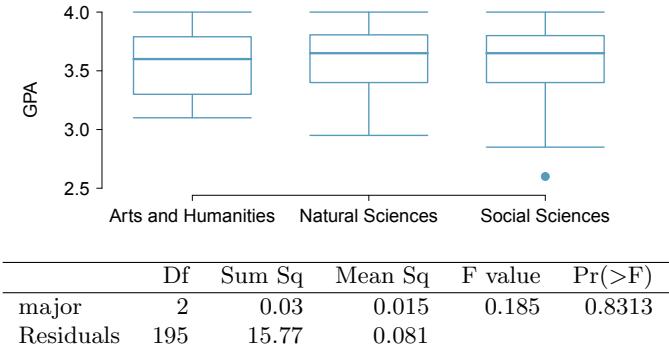 4.0
3.5
GPA
3.0
2.5
Arts and Humanities Natural Sciences Social Sciences
Df Sum Sq Mean Sq F value Pr(>F)
major 2 0.03 0.015 0.185 0.8313
Residuals 195 15.77 0.081